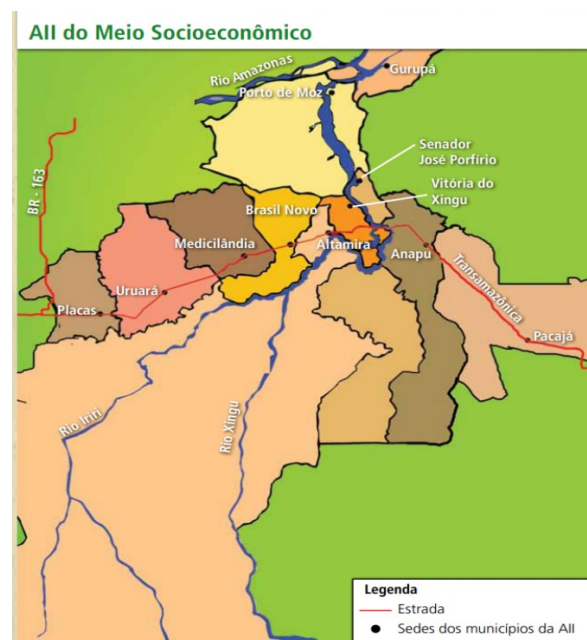 AII do Meio Socioeconômico
Rio Amazonas
Gurupá
Porto de Moz
Senador
José Porfírio
Vitória do
Xingu
BR - 163
Brasil Novo
Medicilândia
Altamira
Anapu
Transamazônica
Uruará
Placas
Pacajá
Rio Iriri
Rio Xingu
Legenda
Estrada
Sedes dos municípios da AII